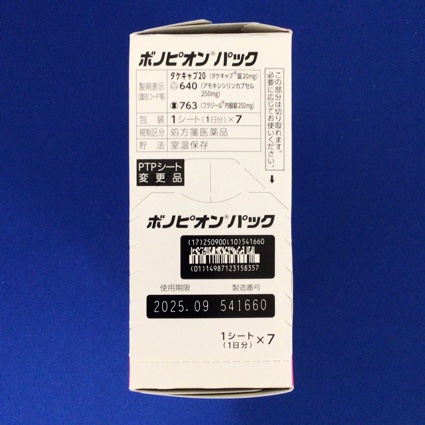 ボノピオン®パック
製剤表示
(識別コード等)
タケキャブ20 (タケキャブ®錠20mg)
640 (アモキシシリンカプセル
250mg)
763 (フラジール®内服錠250mg)
包装 1シート(1日分)×7
規制区分 処方箋医薬品
貯法 室温保存
この部分は切り取れます。
必要に応じてお使いください。
PTPシート
変更品
ボノピオン®パック
(17)250900(10)541660
(01)14987123158357
使用期限 製造番号
2025.09 541660
1シート
(1日分)
×7